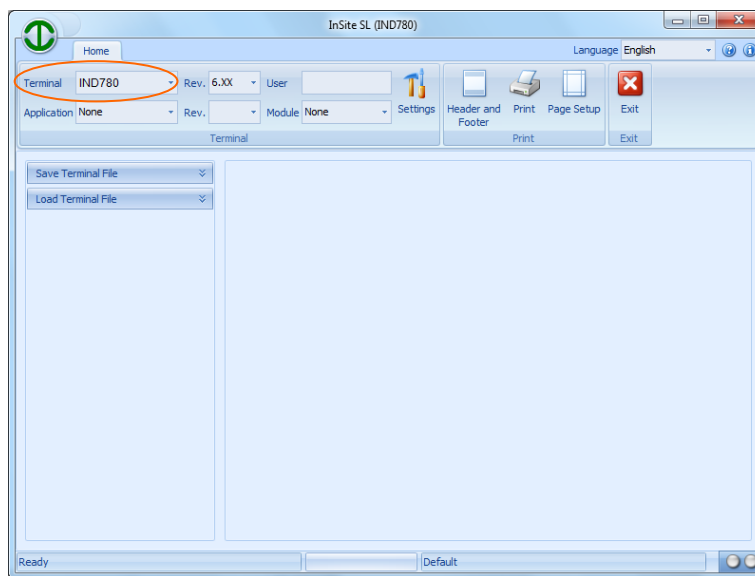 InSite SL (IND780)
Home
Language English
Terminal IND780 Rev. 6.XX User
Application None Rev. Module None
Settings
Header and Footer
Print
Page Setup
Exit
Terminal
Print
Exit
Save Terminal File
Load Terminal File
Ready
Default